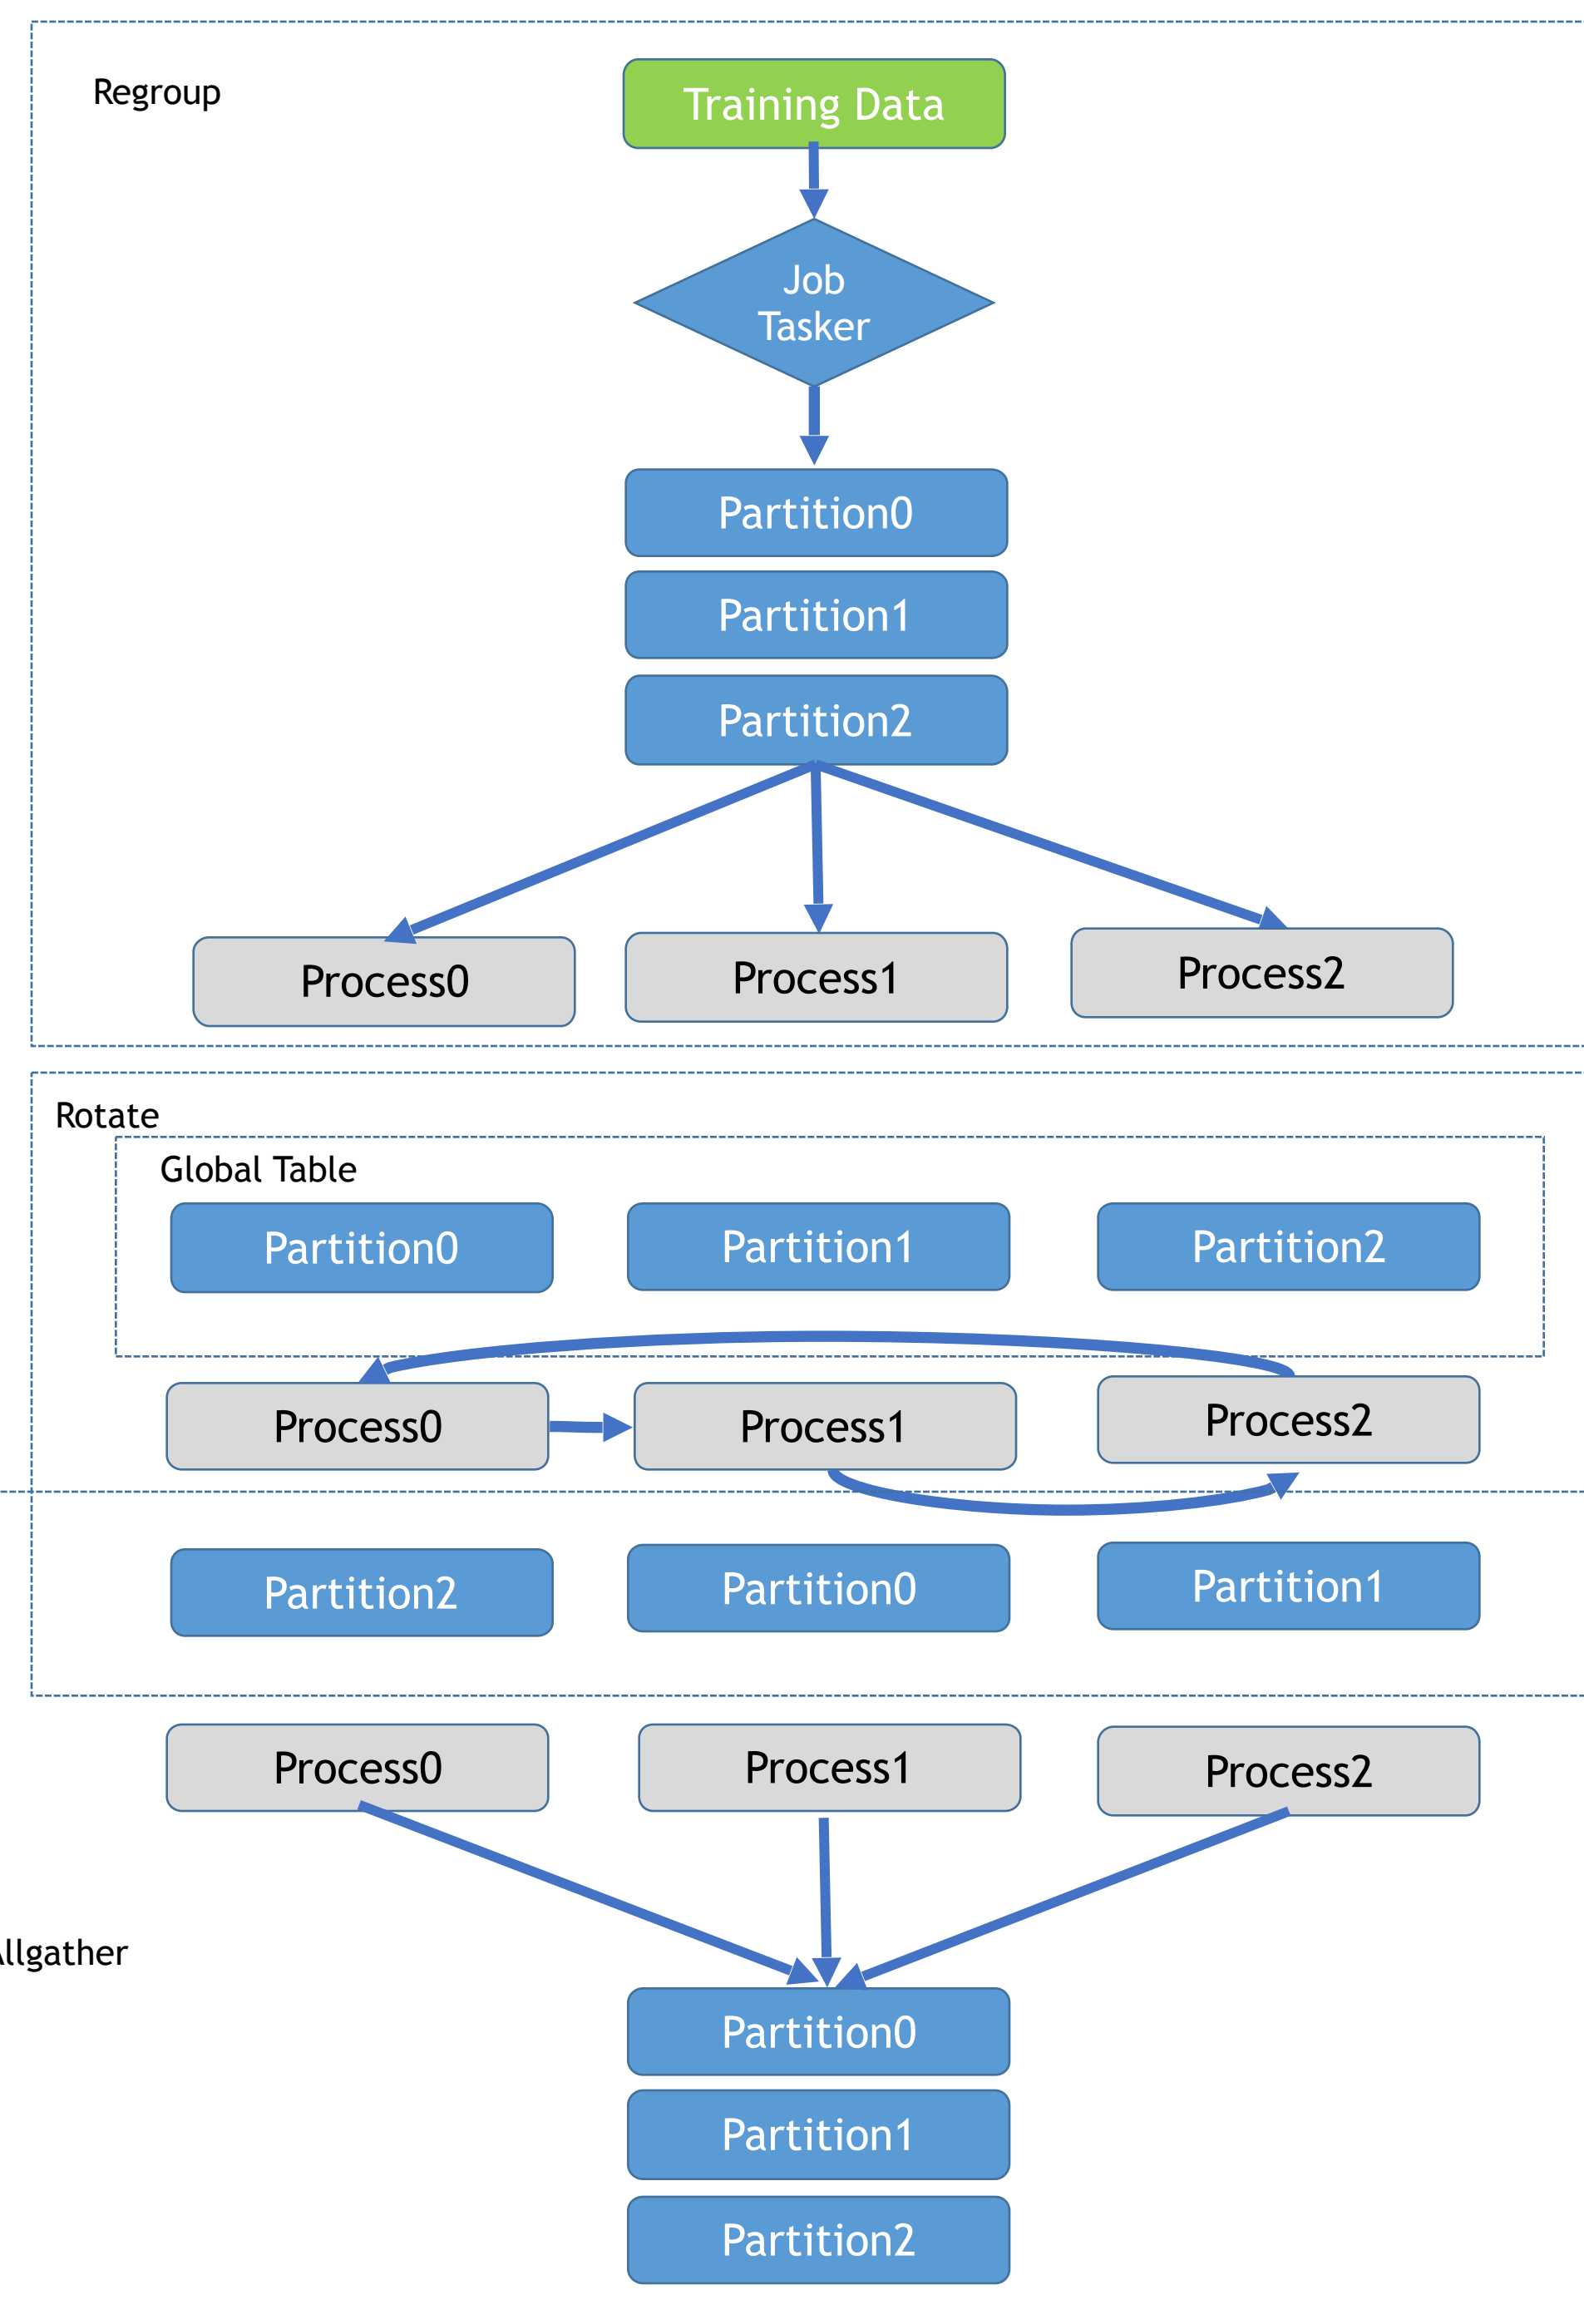 Regroup
Training Data
Job
Tasker
Partition0
Partition1
Partition2
Process0
Process1
Process2
Rotate
Global Table
Partition0
Partition1
Partition2
Process0
Process1
Process2
Partition2
Partition0
Partition1
Process0
Process1
Process2
Allgather
Partition0
Partition1
Partition2